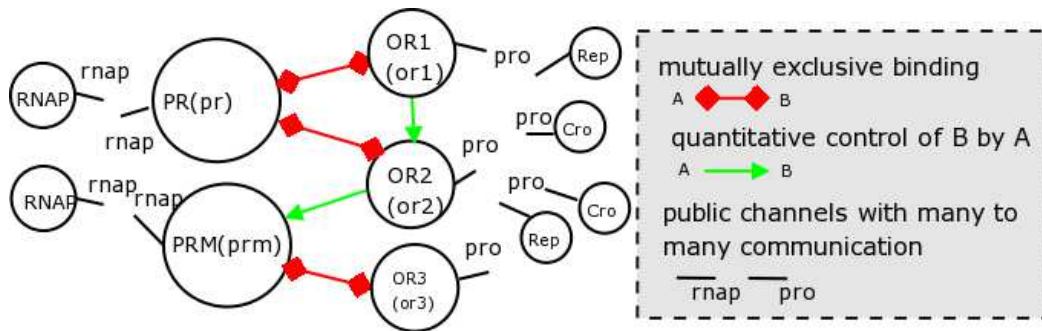 rnap
RNAP
rnap
PR(pr)
OR1
(or1)
pro
Rep
pro
Cro
rnap
rnap
RNAP
PRM(prm)
OR2
(or2)
pro
pro
Cro
Rep
OR3
(or3)
pro
mutually exclusive binding
A B
quantitative control of B by A
A B
public channels with many to
many communication
rnap pro